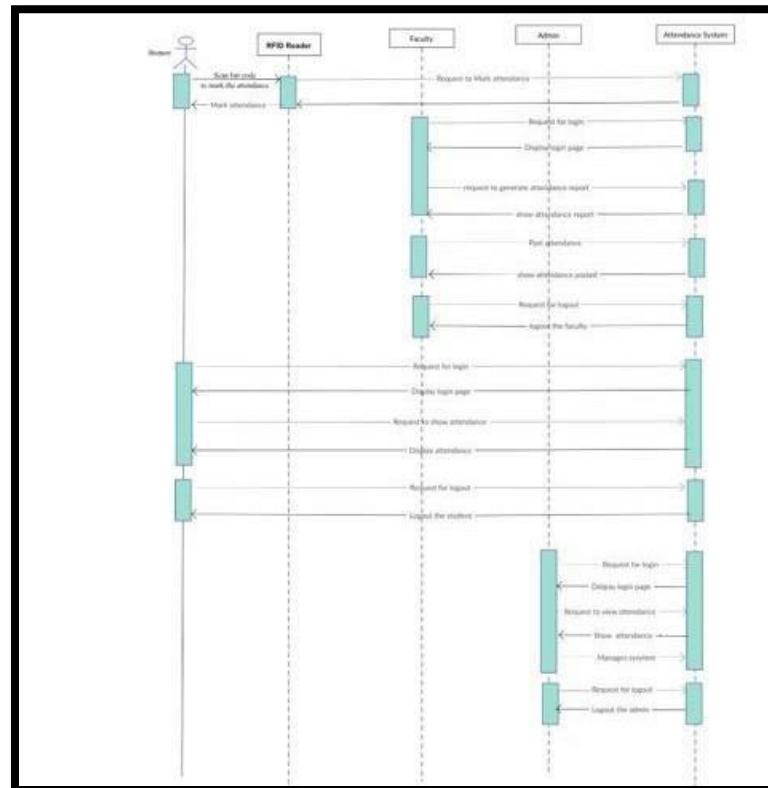 Student
RFID Reader
Faculty
Admin
Attendance System
Scan her code
to mark the attendance
Request to Mark attendance
Mark attendance
Request for login
Display login page
request to generate attendance report
show attendance report
Post attendance
show attendance posted
Request for logout
logout the faculty
Request for login
Display login page
Request to show attendance
Display attendance
Request for logout
Logout the student
Request for login
Display login page
Request to view attendance
Show attendance
Manages system
Request for logout
Logout the admin